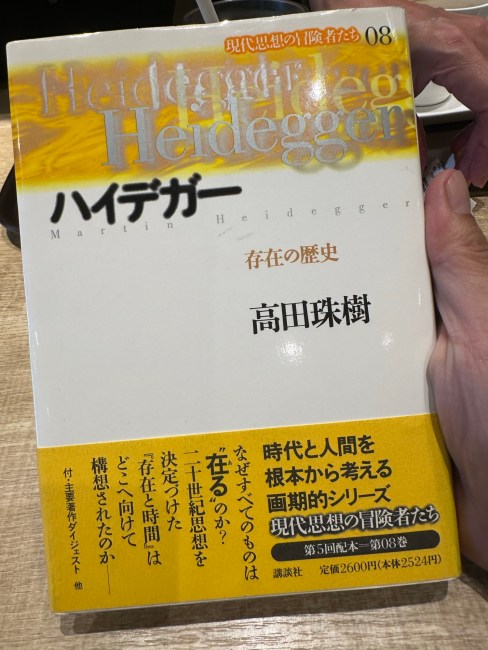 現代思想の冒険者たち 08
Heidegger
Heideg
Heidegger
ハイデガー
Martin Heidegger
存在の歴史
高田珠樹
時代と人間を
根本から考える
画期的シリーズ
現代思想の冒険者たち
第5回配本=第08巻
講談社 定価2600円(本体2524円)
なぜすべてのものは
“在る”のか?
二十世紀思想を
決定づけた
『存在と時間』は
どこへ向けて
構想されたのか——
付・主要著作ダイジェスト 他